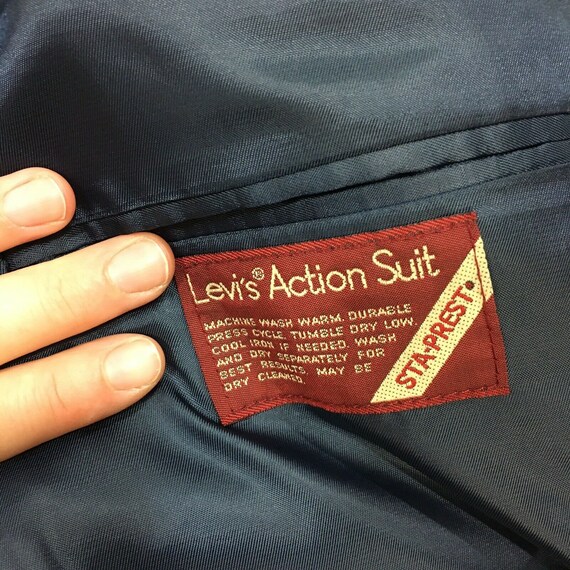 Levi's® Action Suit
MACHINE WASH WARM, DURABLE
PRESS CYCLE, TUMBLE DRY LOW.
COOL IRON IF NEEDED. WASH
AND DRY SEPARATELY FOR
BEST RESULTS. MAY BE
DRY CLEANED.
STA-PREST®